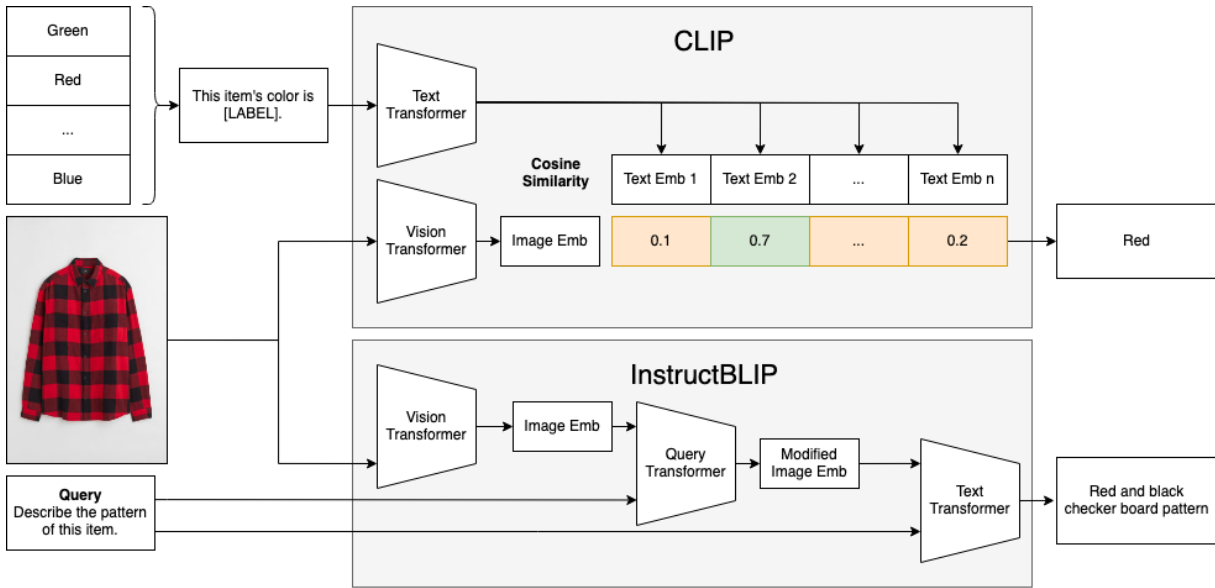 Green
Red
...
Blue
This item's color is
[LABEL].
CLIP
Text
Transformer
Cosine
Similarity
Text Emb 1
Text Emb 2
...
Text Emb n
Vision
Transformer
Image Emb
0.1
0.7
...
0.2
Red
InstructBLIP
Vision
Transformer
Image Emb
Query
Transformer
Modified
Image Emb
Text
Transformer
Query
Describe the pattern
of this item.
Red and black
checker board pattern